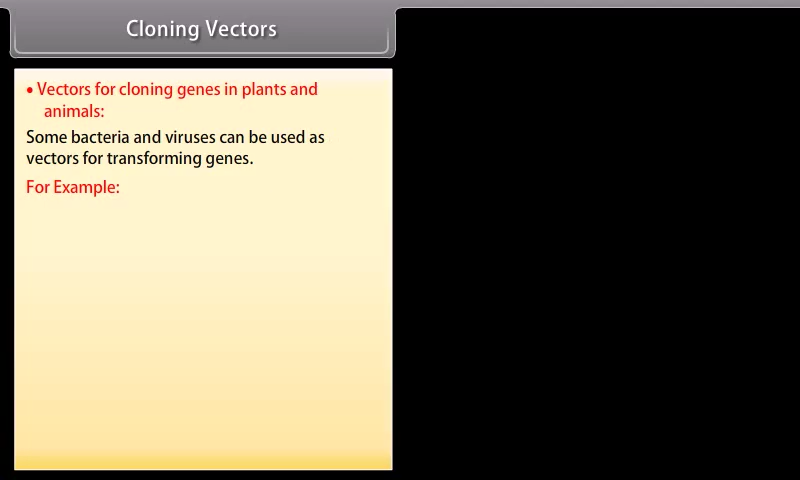 Cloning Vectors
• Vectors for cloning genes in plants and
animals:
Some bacteria and viruses can be used as
vectors for transforming genes.
For Example: